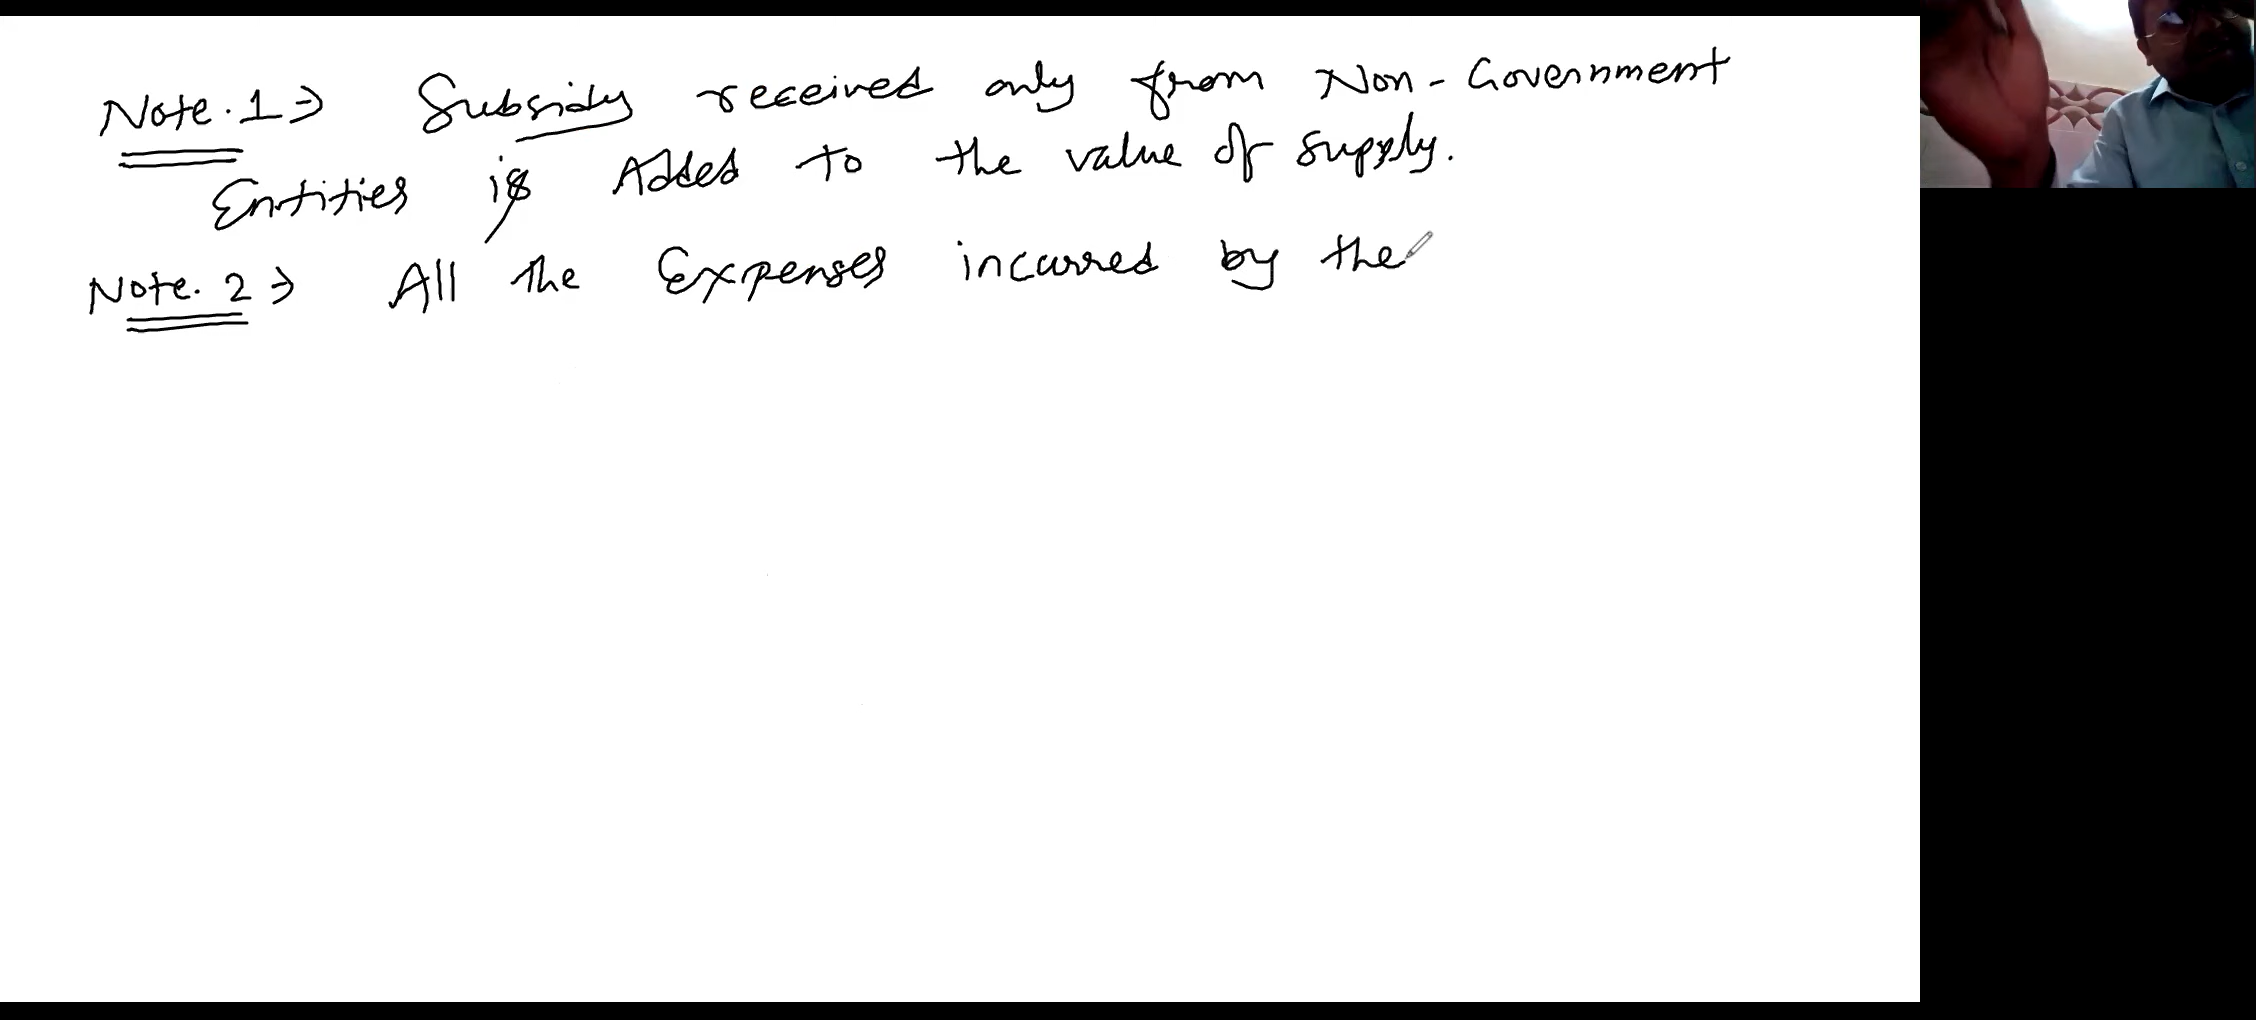 Note.1⇒ Subsidy received only from Non-Government
Entities is Added to the value of supply.
Note.2⇒ All the Expenses incurred by the